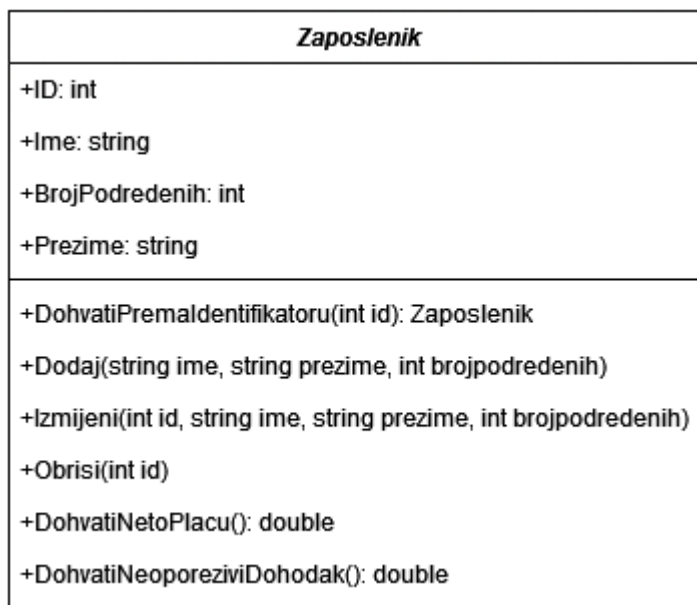 Zaposlenik
+ID: int
+Ime: string
+BrojPodredenih: int
+Prezime: string
+DohvatiPremaIdentifikatoru(int id): Zaposlenik
+Dodaj(string ime, string prezime, int brojpodredenih)
+Izmijeni(int id, string ime, string prezime, int brojpodredenih)
+Obrisi(int id)
+DohvatiNetoPlacu(): double
+DohvatiNeoporeziviDohodak(): double